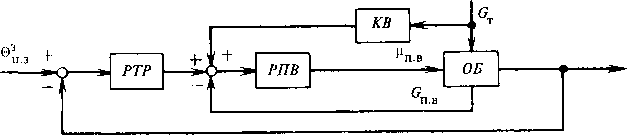 КВ
G_т
Θ^З_п.з + + +
μ_п.в
РТР РПВ ОБ
− −
G_п.в